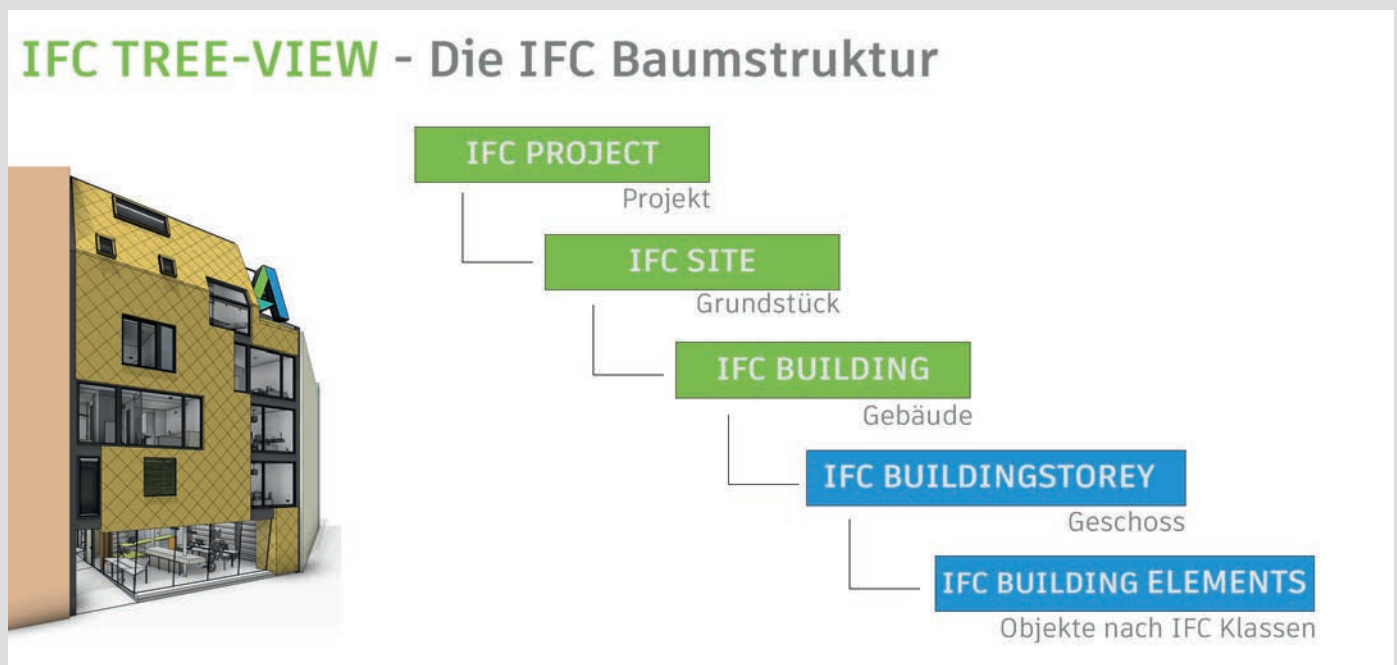 IFC TREE-VIEW - Die IFC Baumstruktur
IFC PROJECT
Projekt
IFC SITE
Grundstück
IFC BUILDING
Gebäude
IFC BUILDINGSTOREY
Geschoss
IFC BUILDING ELEMENTS
Objekte nach IFC Klassen